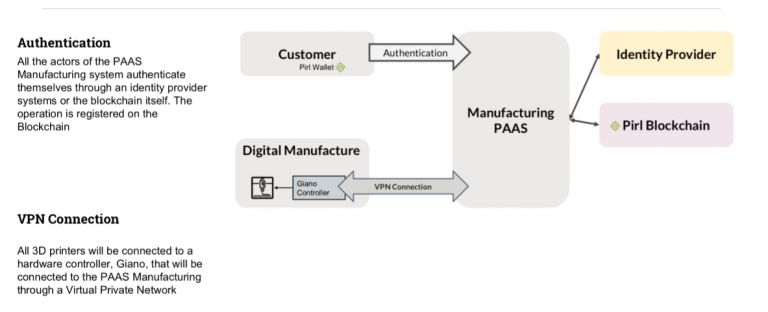 Authentication
All the actors of the PAAS
Manufacturing system authenticate
themselves through an identity provider
systems or the blockchain itself. The
operation is registered on the
Blockchain
Customer
Pirl Wallet
Authentication
Manufacturing
PAAS
Identity Provider
Pirl Blockchain
Digital Manufacture
Giano
Controller
VPN Connection
VPN Connection
All 3D printers will be connected to a
hardware controller, Giano, that will be
connected to the PAAS Manufacturing
through a Virtual Private Network